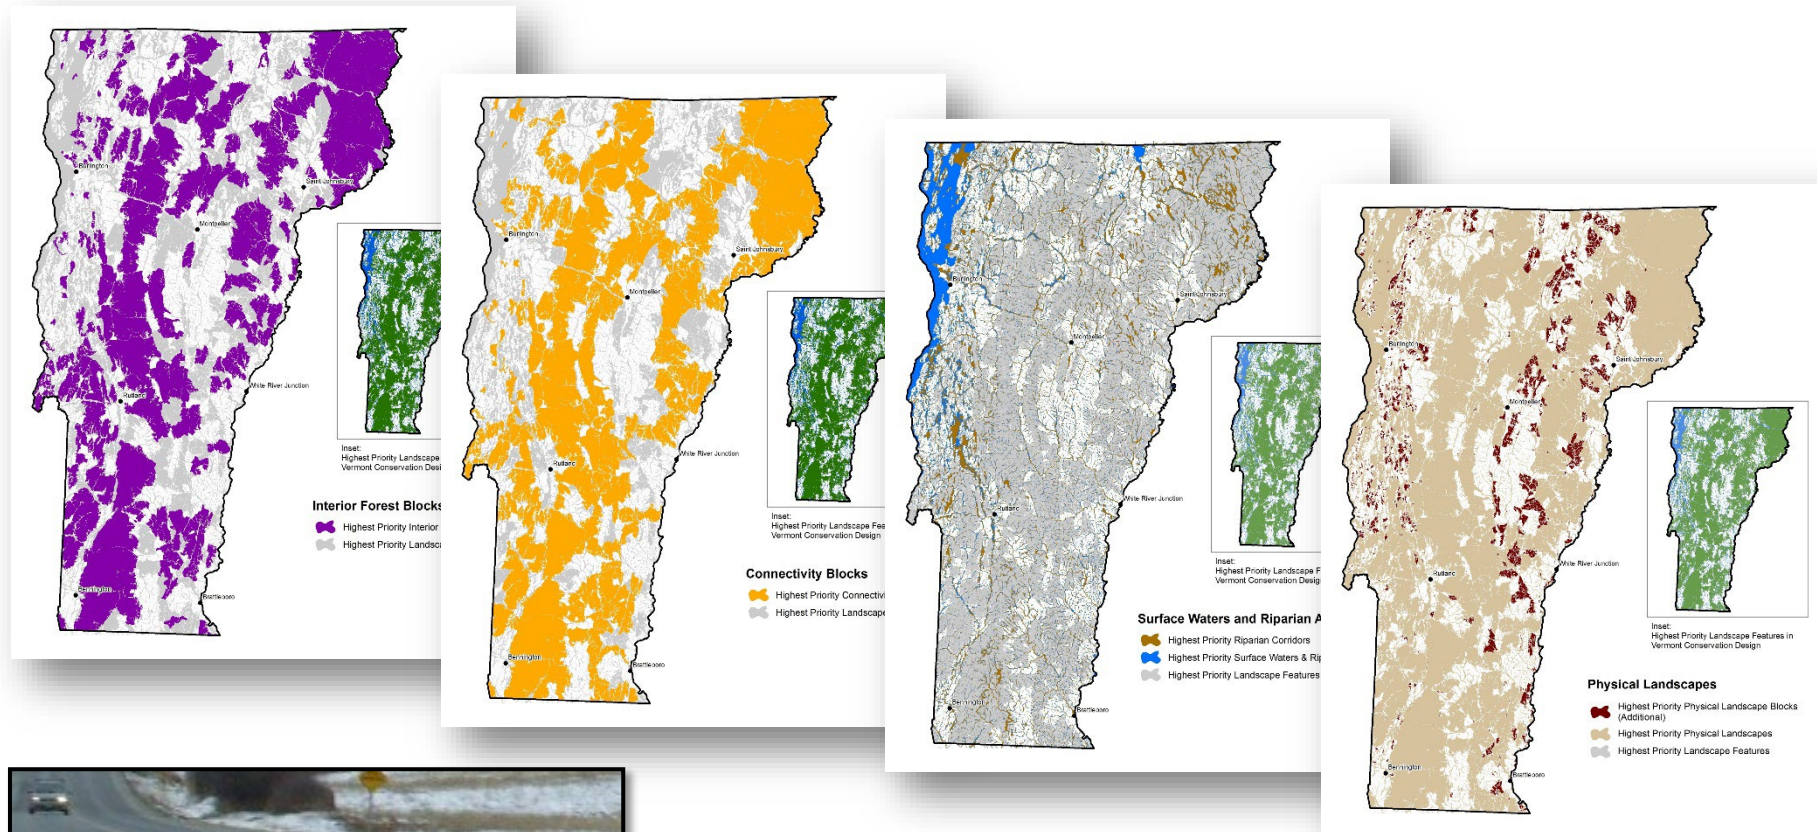 Burlington
Saint Johnsbury
Montpelier
White River Junction
Rutland
Bennington
Brattleboro
Inset:
Highest Priority Landscape
Vermont Conservation Desi
Interior Forest Blocks
Highest Priority Interior
Highest Priority Landsca
Burlington
Saint Johnsbury
Montpelier
White River Junction
Rutland
Bennington
Brattleboro
Inset:
Highest Priority Landscape Fea
Vermont Conservation Design
Connectivity Blocks
Highest Priority Connectivi
Highest Priority Landscape
Burlington
Saint Johnsbury
Montpelier
White River Junction
Rutland
Bennington
Brattleboro
Inset:
Highest Priority Landscape F
Vermont Conservation Design
Surface Waters and Riparian A
Highest Priority Riparian Corridors
Highest Priority Surface Waters & Rip
Highest Priority Landscape Features
Burlington
Saint Johnsbury
Montpelier
White River Junction
Rutland
Bennington
Brattleboro
Inset:
Highest Priority Landscape Features in
Vermont Conservation Design
Physical Landscapes
Highest Priority Physical Landscape Blocks
(Additional)
Highest Priority Physical Landscapes
Highest Priority Landscape Features